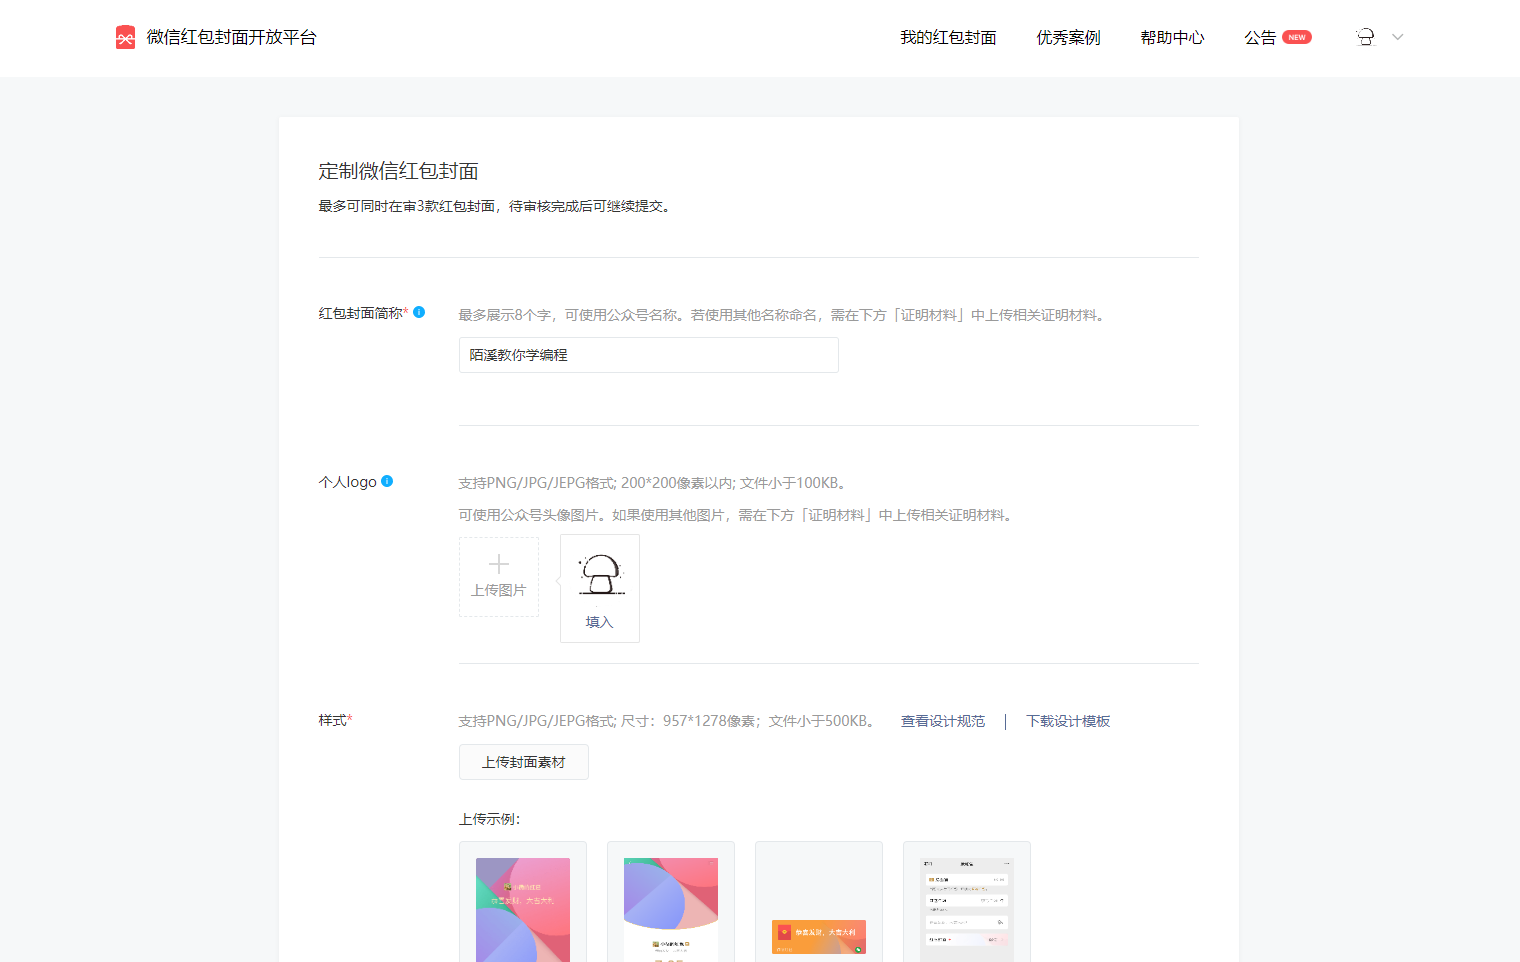 微信红包封面开放平台
我的红包封面 优秀案例 帮助中心 公告 NEW
定制微信红包封面
最多可同时在审3款红包封面，待审核完成后可继续提交。
红包封面简称*
最多展示8个字，可使用公众号名称。若使用其他名称命名，需在下方「证明材料」中上传相关证明材料。
陌溪教你学编程
个人logo
支持PNG/JPG/JEPG格式; 200*200像素以内; 文件小于100KB。
可使用公众号头像图片。如果使用其他图片，需在下方「证明材料」中上传相关证明材料。
上传图片
填入
样式*
支持PNG/JPG/JEPG格式; 尺寸：957*1278像素；文件小于500KB。 查看设计规范 | 下载设计模板
上传封面素材
上传示例：
恭喜发财，大吉大利
恭喜发财，大吉大利